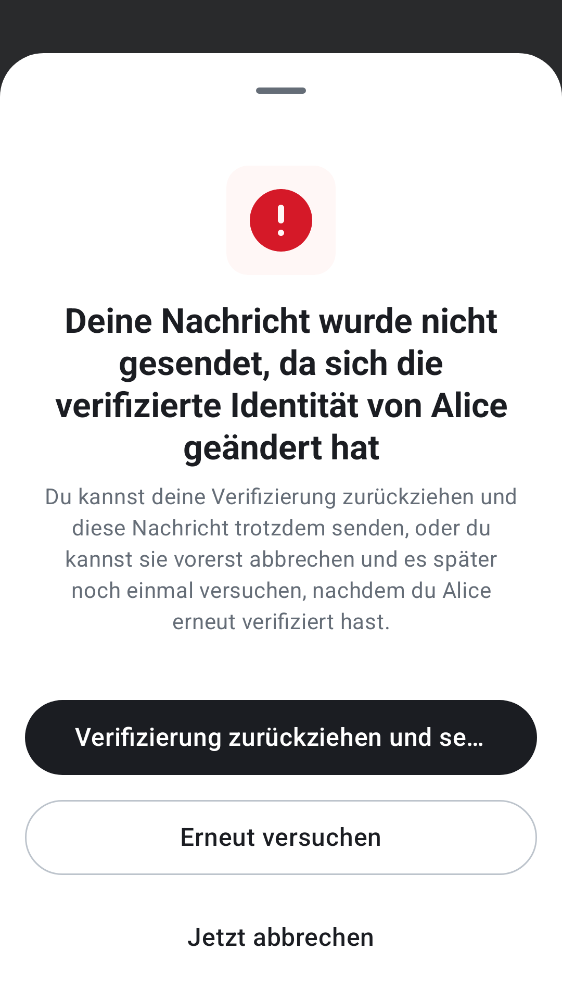 Deine Nachricht wurde nicht
gesendet, da sich die
verifizierte Identität von Alice
geändert hat
Du kannst deine Verifizierung zurückziehen und
diese Nachricht trotzdem senden, oder du
kannst sie vorerst abbrechen und es später
noch einmal versuchen, nachdem du Alice
erneut verifiziert hast.
Verifizierung zurückziehen und se…
Erneut versuchen
Jetzt abbrechen